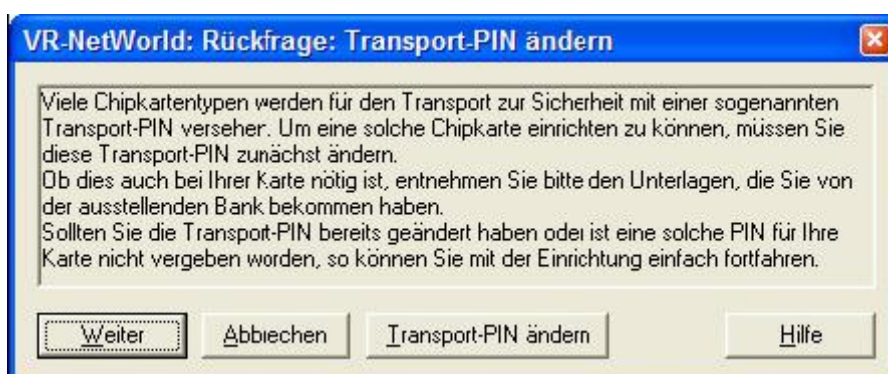 VR-NetWorld: Rückfrage: Transport-PIN ändern
Viele Chipkartentypen werden für den Transport zur Sicherheit mit einer sogenannten
Transport-PIN versehen. Um eine solche Chipkarte einrichten zu können, müssen Sie
diese Transport-PIN zunächst ändern.
Ob dies auch bei Ihrer Karte nötig ist, entnehmen Sie bitte den Unterlagen, die Sie von
der ausstellenden Bank bekommen haben.
Sollten Sie die Transport-PIN bereits geändert haben oder ist eine solche PIN für Ihre
Karte nicht vergeben worden, so können Sie mit der Einrichtung einfach fortfahren.
Weiter Abbrechen Transport-PIN ändern Hilfe